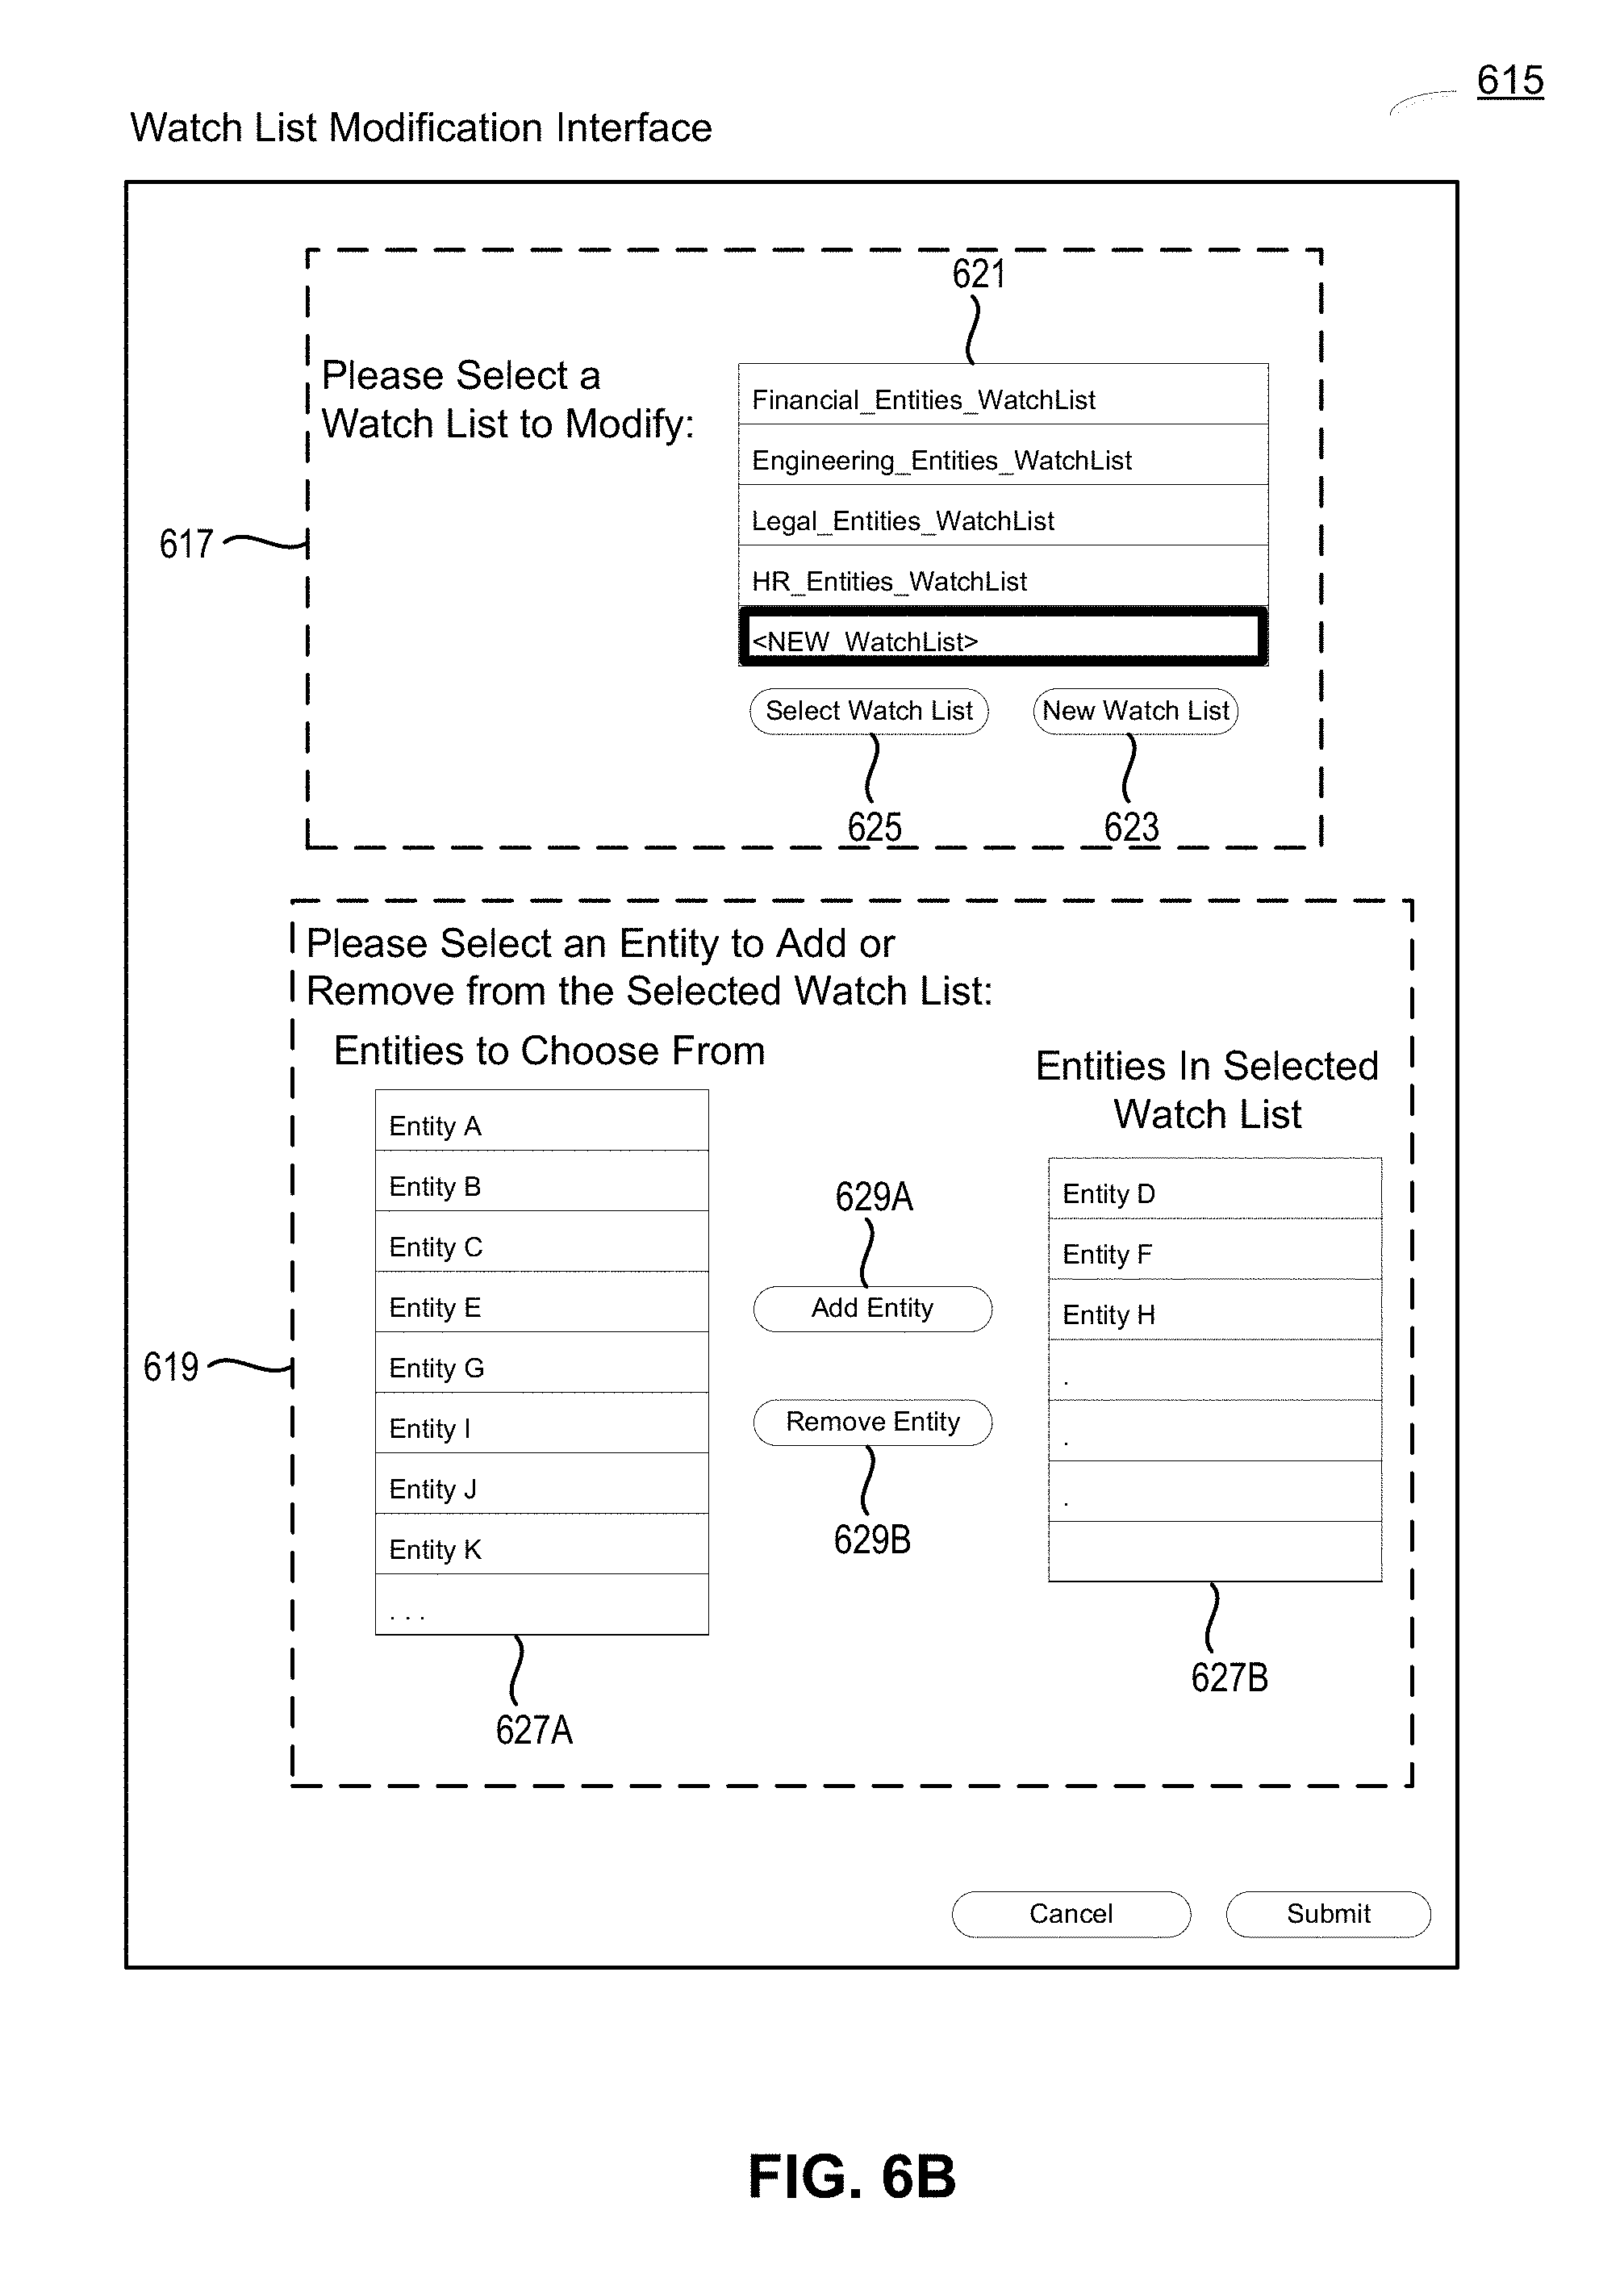 615
Watch List Modification Interface
621
Please Select a
Watch List to Modify:
Financial_Entities_WatchList
Engineering_Entities_WatchList
Legal_Entities_WatchList
HR_Entities_WatchList
<NEW_WatchList>
617
Select Watch List
New Watch List
625
623
Please Select an Entity to Add or
Remove from the Selected Watch List:
Entities to Choose From
Entity A
Entity B
Entity C
Entity E
Entity G
Entity I
Entity J
Entity K
. . .
627A
619
629A
Add Entity
Remove Entity
629B
Entities In Selected
Watch List
Entity D
Entity F
Entity H
.
.
.
627B
Cancel
Submit
FIG. 6B